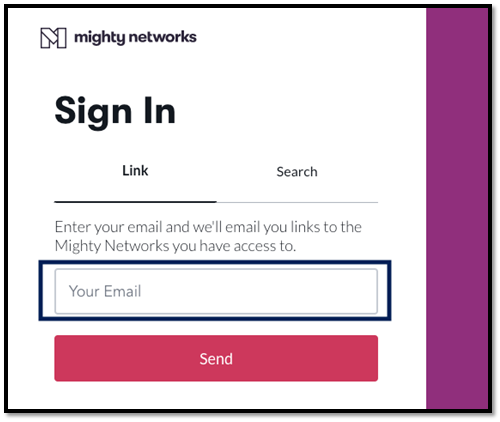 mighty networks
Sign In
Link
Search
Enter your email and we'll email you links to the
Mighty Networks you have access to.
Your Email
Send